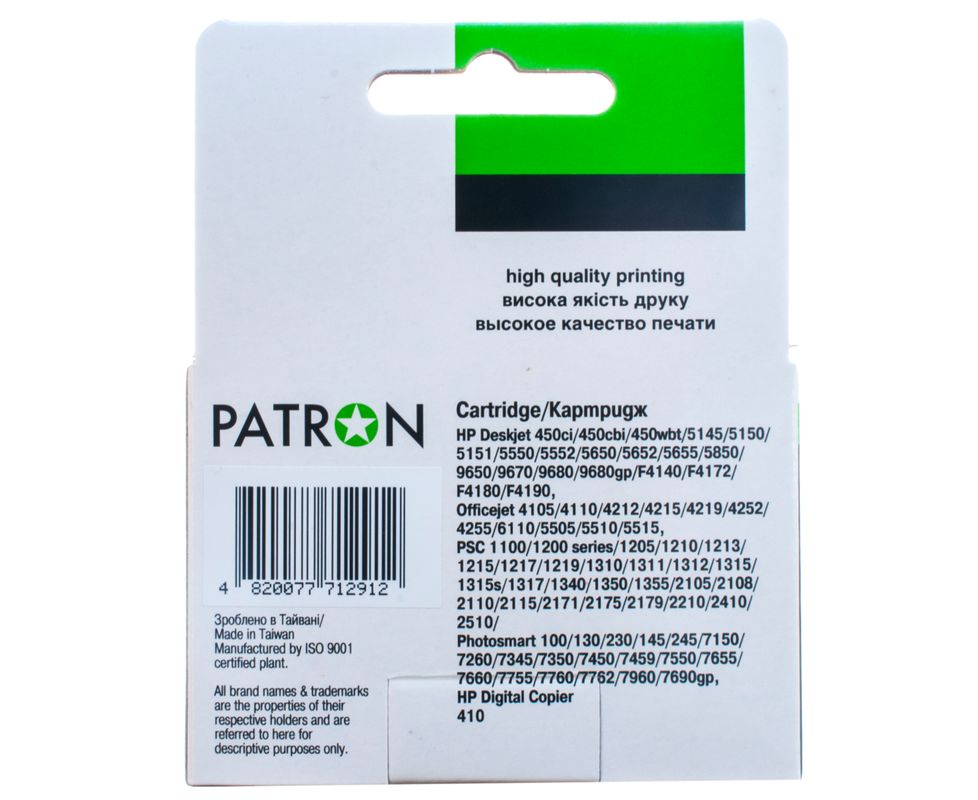 high quality printing
висока якість друку
высокое качество печати
PATRON
4 820077 712912
Зроблено в Тайвані/
Made in Taiwan
Manufactured by ISO 9001
certified plant.
All brand names & trademarks
are the properties of their
respective holders and are
referred to here for
descriptive purposes only.
Cartridge/Картридж
HP Deskjet 450ci/450cbi/450wbt/5145/5150/
5151/5550/5552/5650/5652/5655/5850/
9650/9670/9680/9680gp/F4140/F4172/
F4180/F4190,
Officejet 4105/4110/4212/4215/4219/4252/
4255/6110/5505/5510/5515,
PSC 1100/1200 series/1205/1210/1213/
1215/1217/1219/1310/1311/1312/1315/
1315s/1317/1340/1350/1355/2105/2108/
2110/2115/2171/2175/2179/2210/2410/
2510/
Photosmart 100/130/230/145/245/7150/
7260/7345/7350/7450/7459/7550/7655/
7660/7755/7760/7762/7960/7690gp,
HP Digital Copier
410